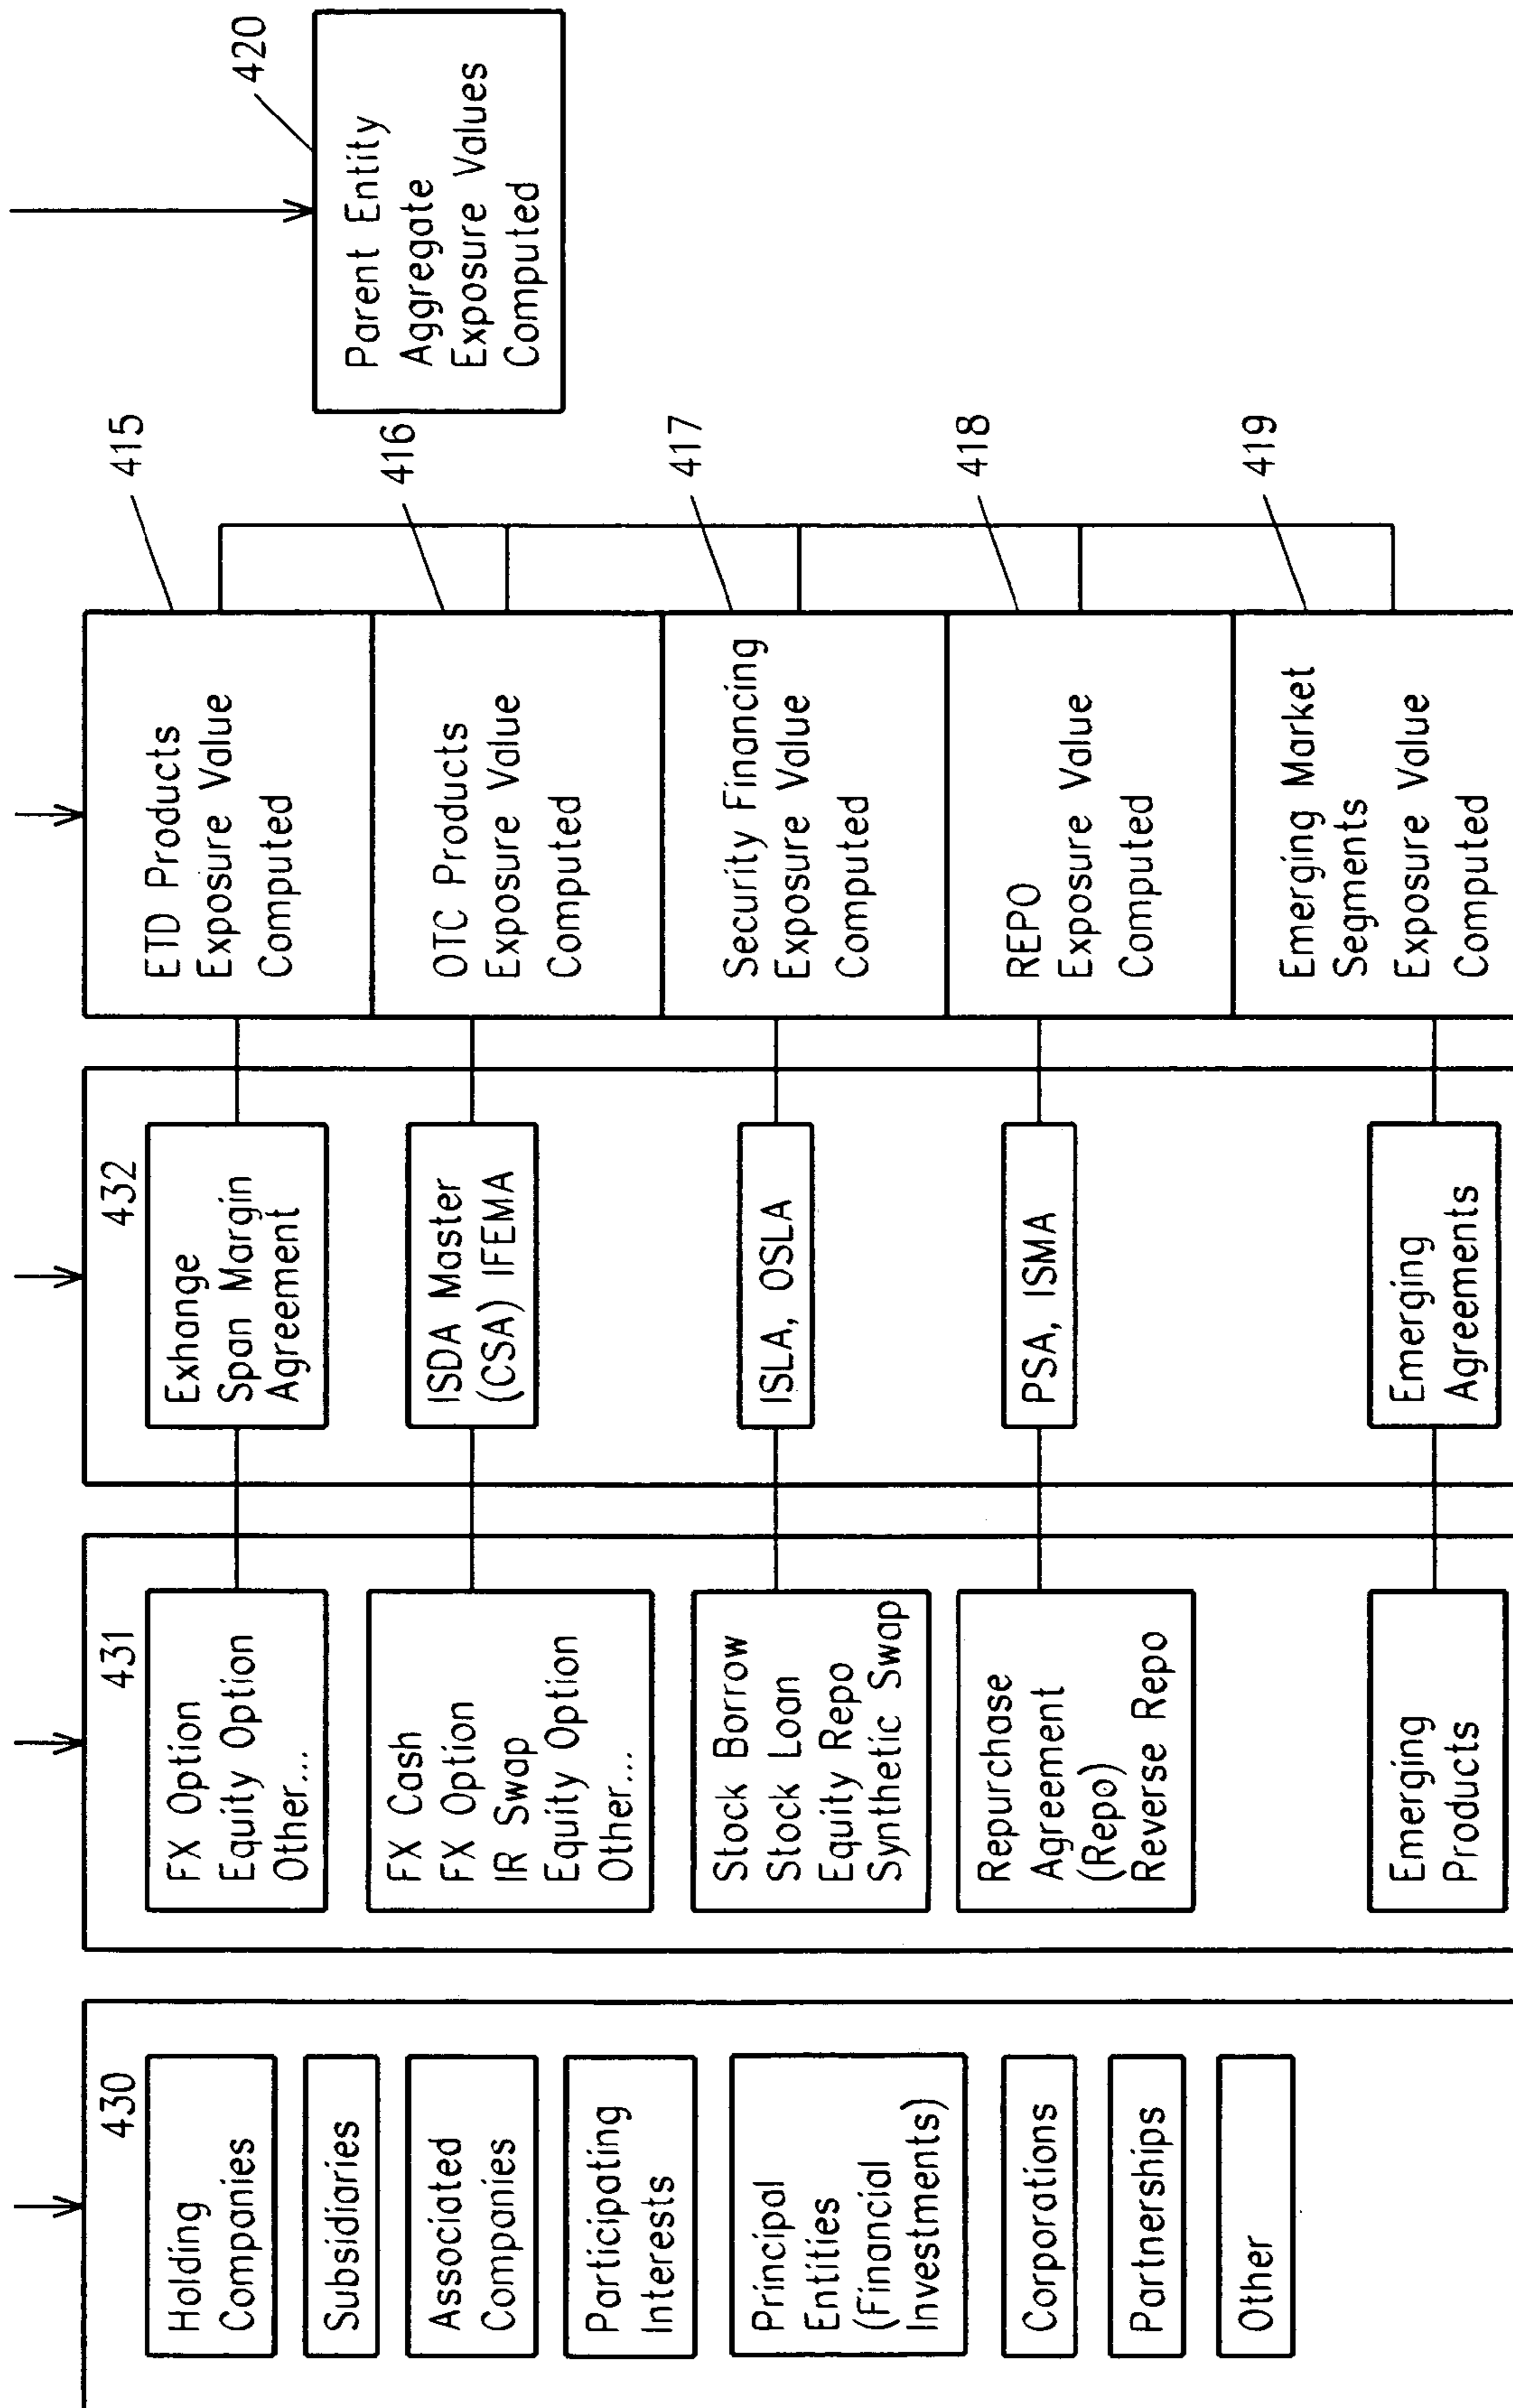 430
Holding
Companies
Subsidiaries
Associated
Companies
Participating
Interests
Principal
Entities
(Financial
Investments)
Corporations
Partnerships
Other
431
FX Option
Equity Option
Other...
FX Cash
FX Option
IR Swap
Equity Option
Other...
Stock Borrow
Stock Loan
Equity Repo
Synthetic Swap
Repurchase
Agreement
(Repo)
Reverse Repo
Emerging
Products
432
Exhange
Span Margin
Agreement
ISDA Master
(CSA) IFEMA
ISLA, OSLA
PSA, ISMA
Emerging
Agreements
415
ETD Products
Exposure Value
Computed
416
OTC Products
Exposure Value
Computed
417
Security Financing
Exposure Value
Computed
418
REPO
Exposure Value
Computed
419
Emerging Market
Segments
Exposure Value
Computed
420
Parent Entity
Aggregate
Exposure Values
Computed